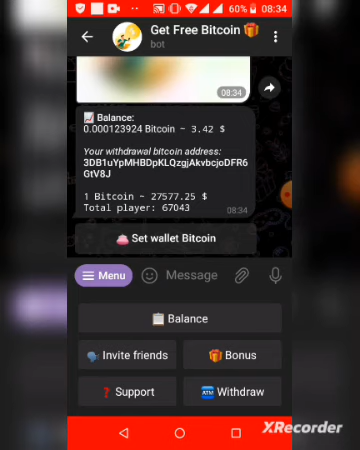 60% 08:34
Get Free Bitcoin
bot
08:34
Balance:
0.000123924 Bitcoin ~ 3.42 $
Your withdrawal bitcoin address:
3DB1uYpMHBDpKLQzgjAkvbcjoDFR6
GtV8J
1 Bitcoin ~ 27577.25 $
Total player: 67043
08:34
Set wallet Bitcoin
Menu Message
Balance
Invite friends Bonus
Support ATM Withdraw
XRecorder